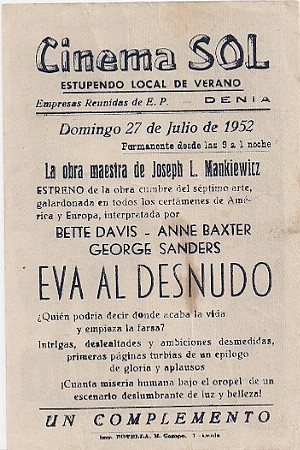 Cinema SOL
ESTUPENDO LOCAL DE VERANO
Empresas Reunidas de E. P. — DENIA
Domingo 27 de Julio de 1952
Permanente desde las 9 a 1 noche
La obra maestra de Joseph L. Mankiewicz
ESTRENO de la obra cumbre del séptimo arte,
galardonada en todos los certámenes de Amé-
rica y Europa, interpretada por
BETTE DAVIS - ANNE BAXTER
GEORGE SANDERS
EVA AL DESNUDO
¿Quién podría decir donde acaba la vida
y empieza la farsa?
Intrigas, deslealtades y ambiciones desmedidas,
primeras páginas turbias de un epílogo
de gloria y aplausos
¡Cuanta miseria humana bajo el oropel de un
escenario deslumbrante de luz y belleza!
UN COMPLEMENTO
Imp. BOTELLA, M. Campo,